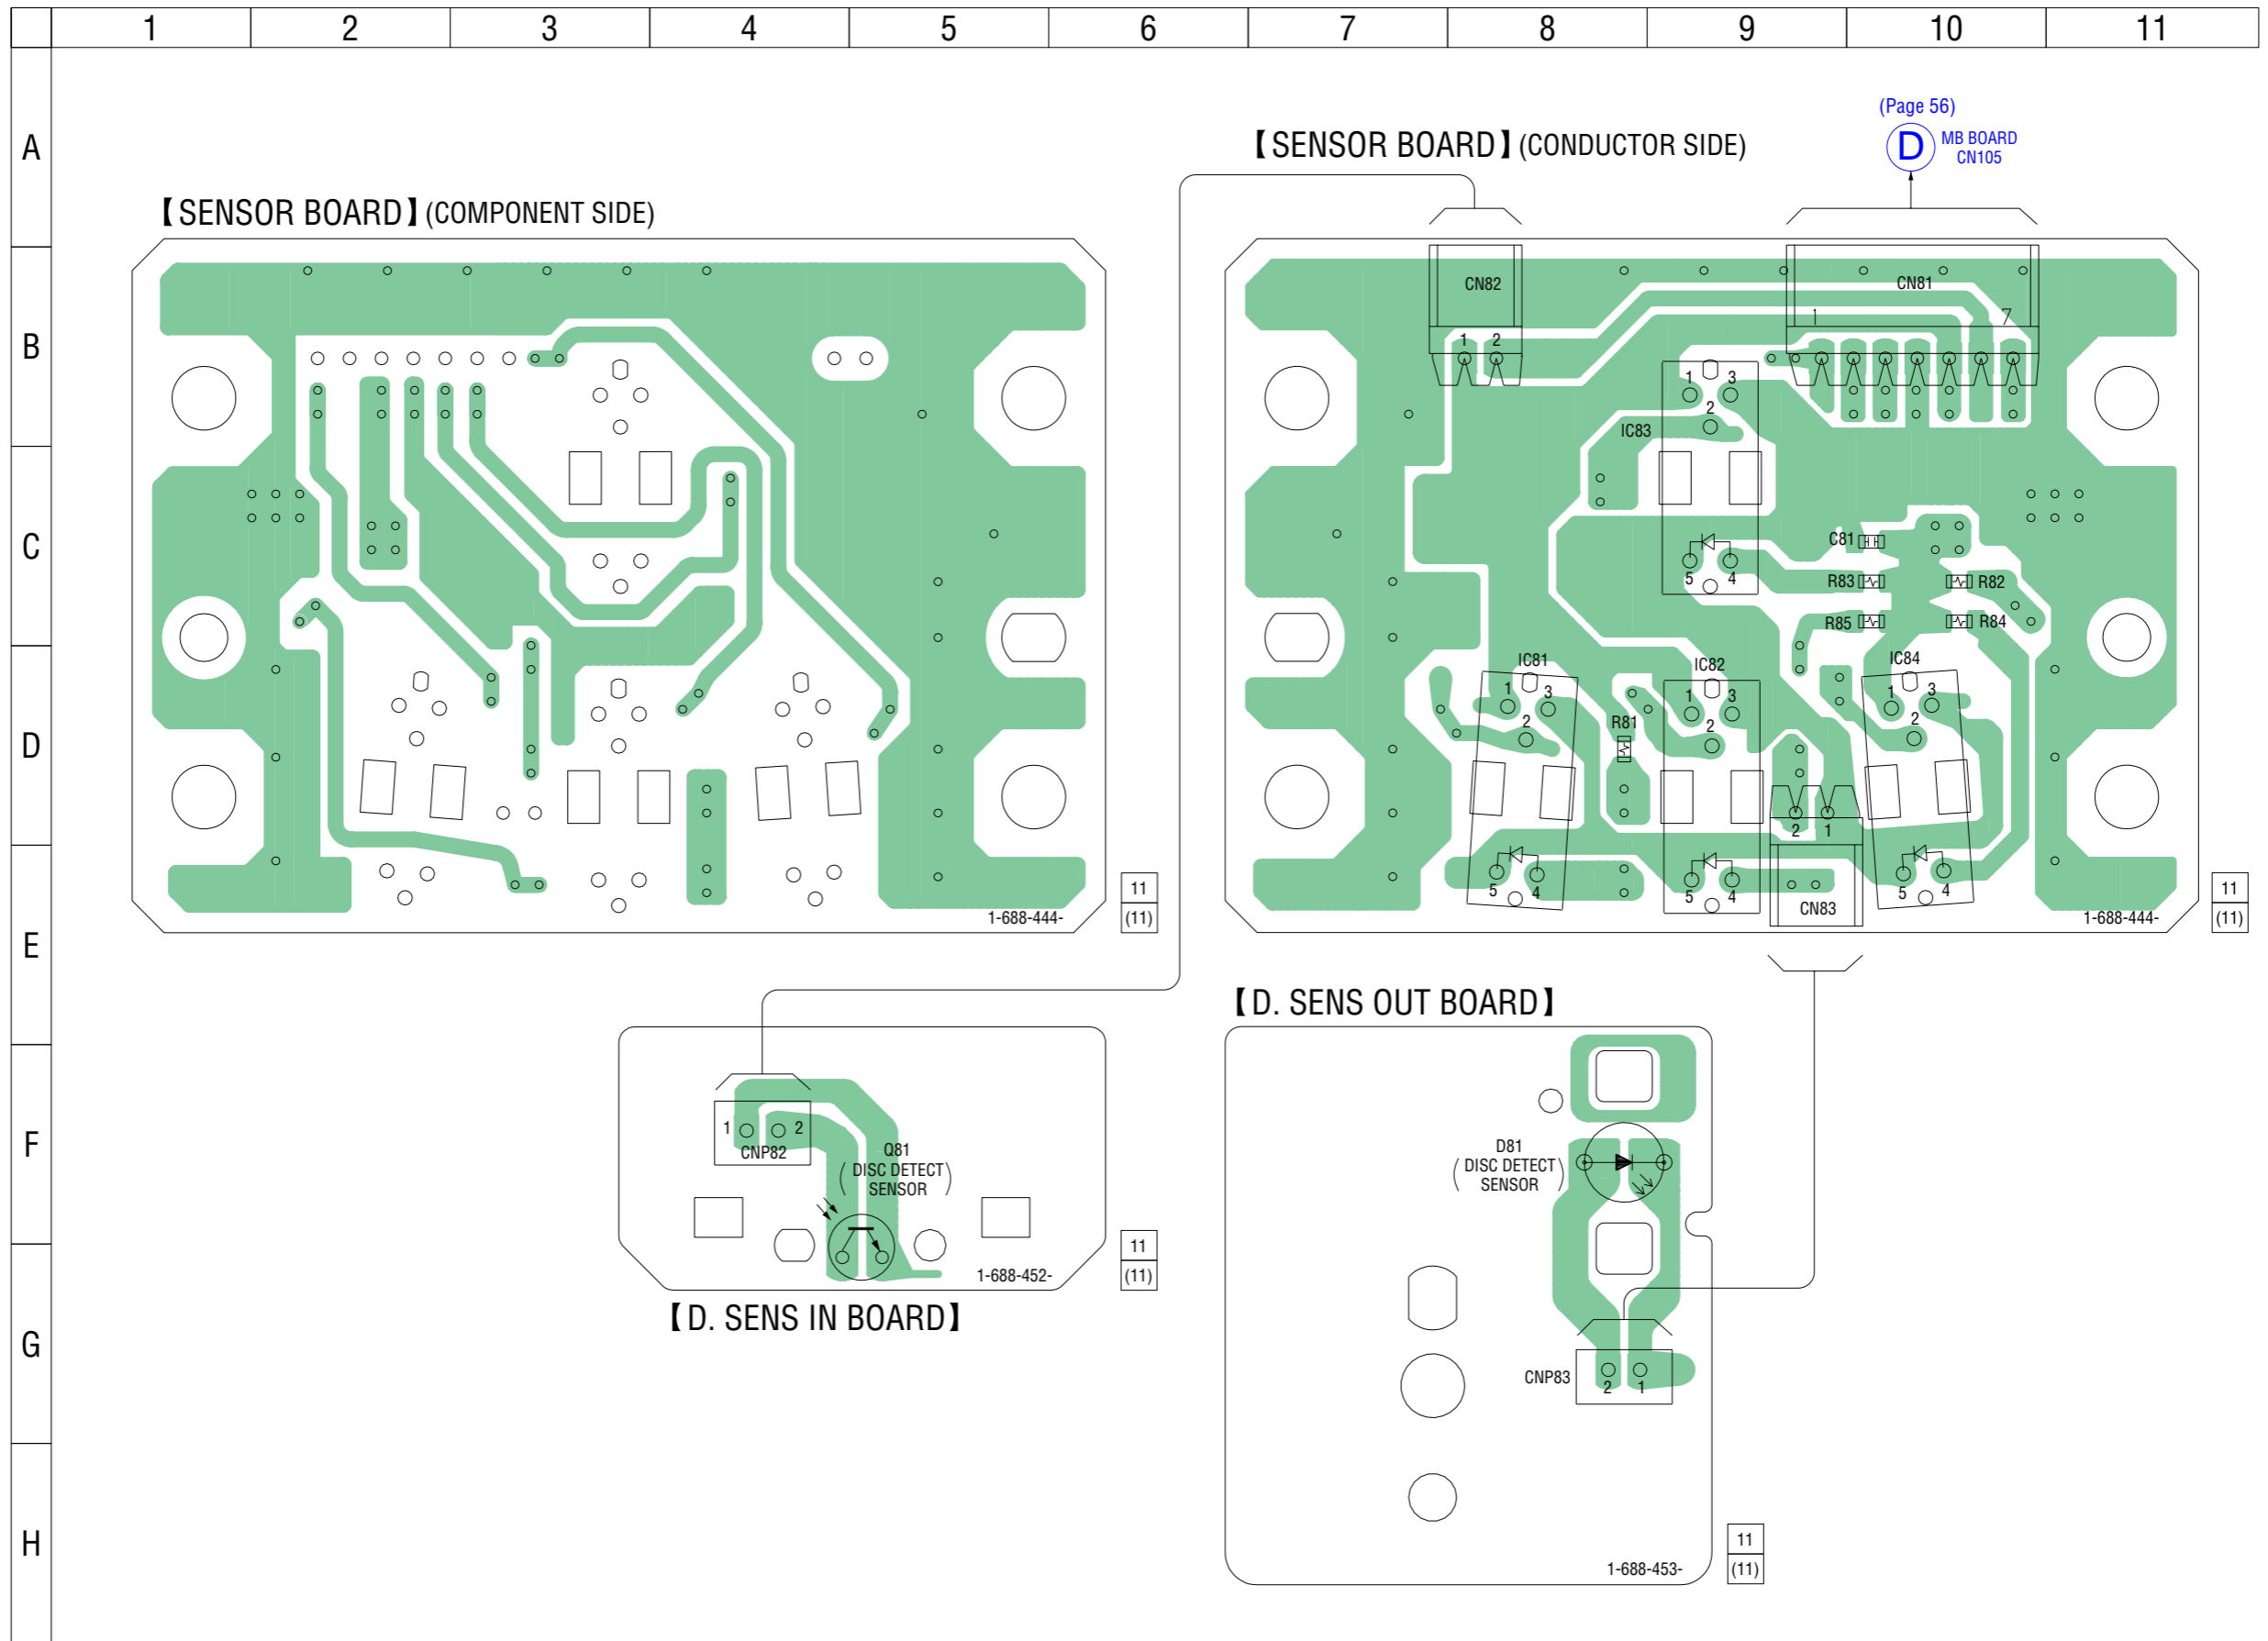 1 2 3 4 5 6 7 8 9 10 11
A
B
C
D
E
F
G
H
(Page 56)
D MB BOARD
CN105
【SENSOR BOARD】(CONDUCTOR SIDE)
【SENSOR BOARD】(COMPONENT SIDE)
1-688-444-
11
(11)
CN82
1 2
CN81
1 7
IC83
1 3
2
5 4
C81
R83 R82
R85 R84
IC81
1 3
2
5 4
R81
IC82
1 3
2
5 4
IC84
1 3
2
5 4
2 1
CN83
1-688-444-
11
(11)
1 2
CNP82
Q81
(DISC DETECT
SENSOR)
1-688-452-
11
(11)
【D. SENS IN BOARD】
【D. SENS OUT BOARD】
D81
(DISC DETECT
SENSOR)
CNP83
2 1
1-688-453-
11
(11)